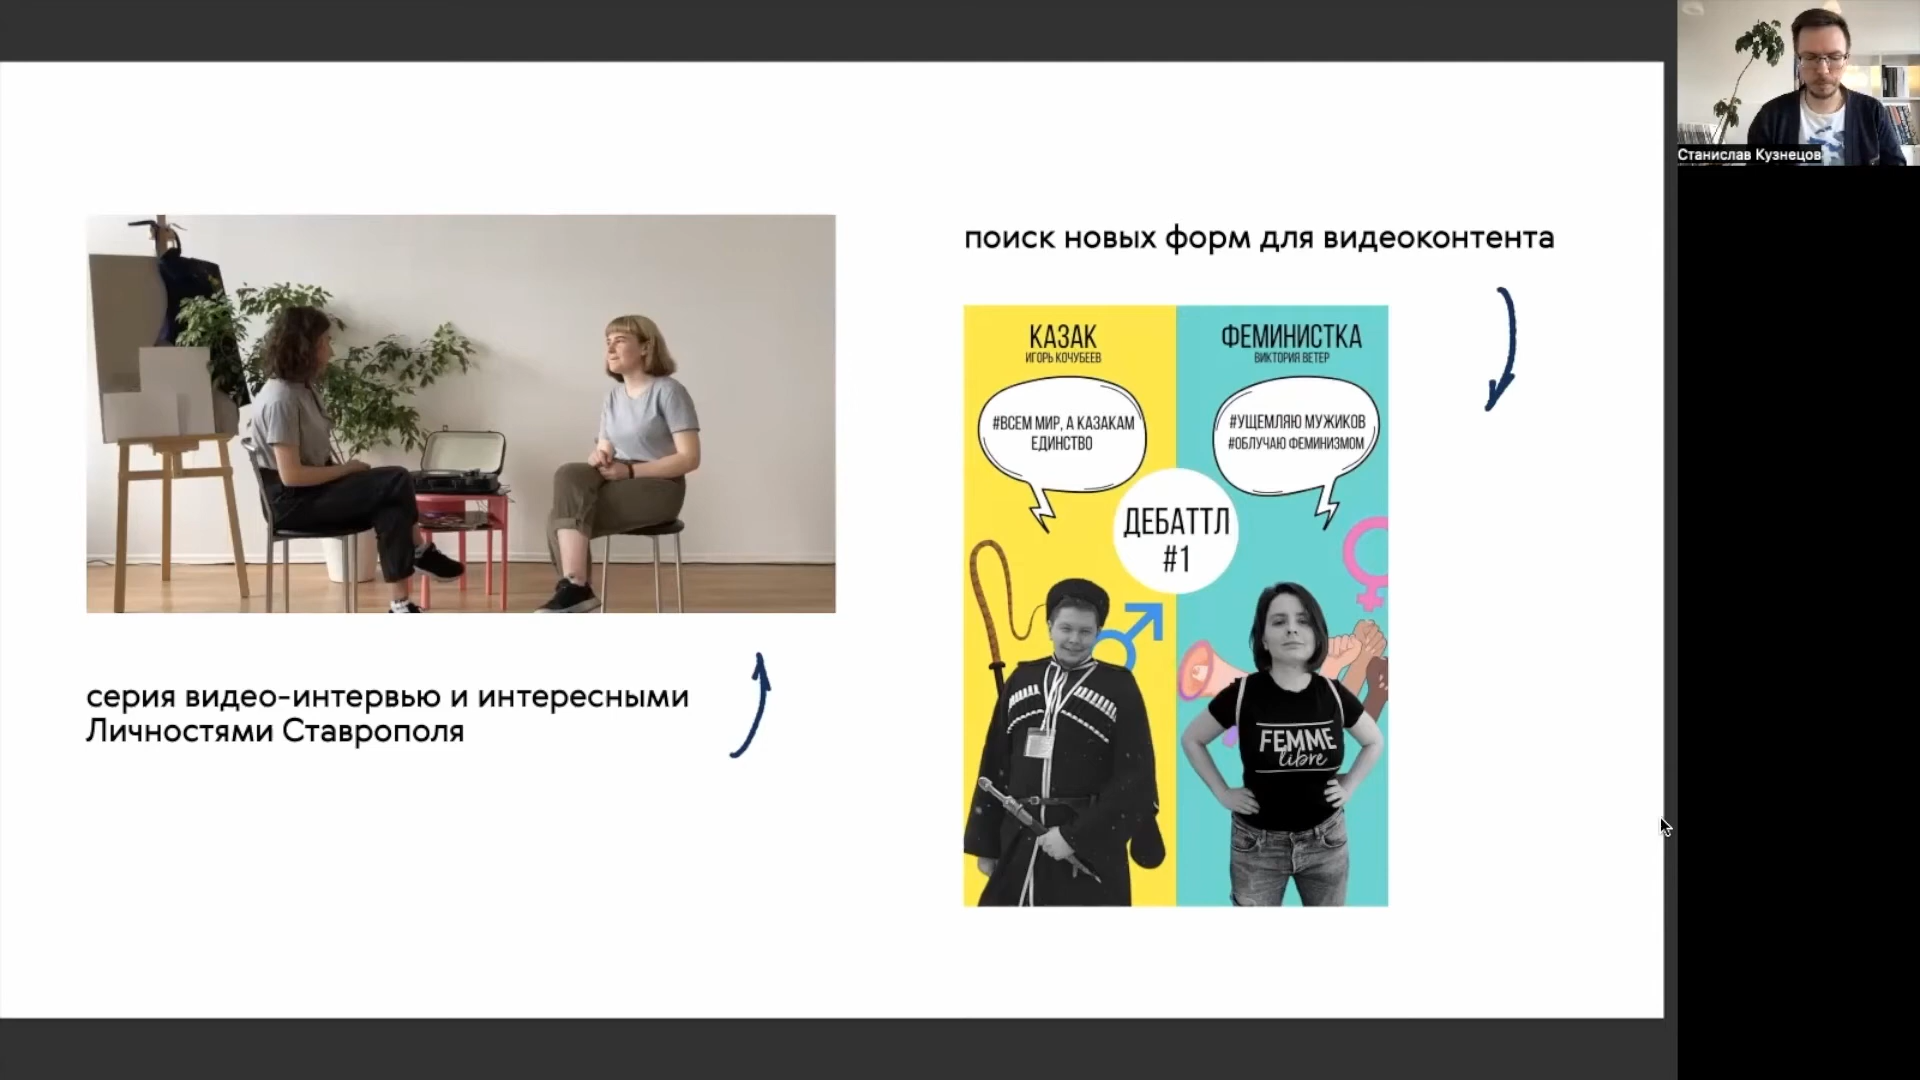 Станислав Кузнецов
поиск новых форм для видеоконтента
КАЗАК
ИГОРЬ КОЧУБЕЕВ
#ВСЕМ МИР, А КАЗАКАМ
ЕДИНСТВО
ФЕМИНИСТКА
ВИКТОРИЯ ВЕТЕР
#УЩЕМЛЯЮ МУЖИКОВ
#ОБЛУЧАЮ ФЕМИНИЗМОМ
ДЕБАТТЛ
#1
FEMME
libre
серия видео-интервью и интересными
Личностями Ставрополя